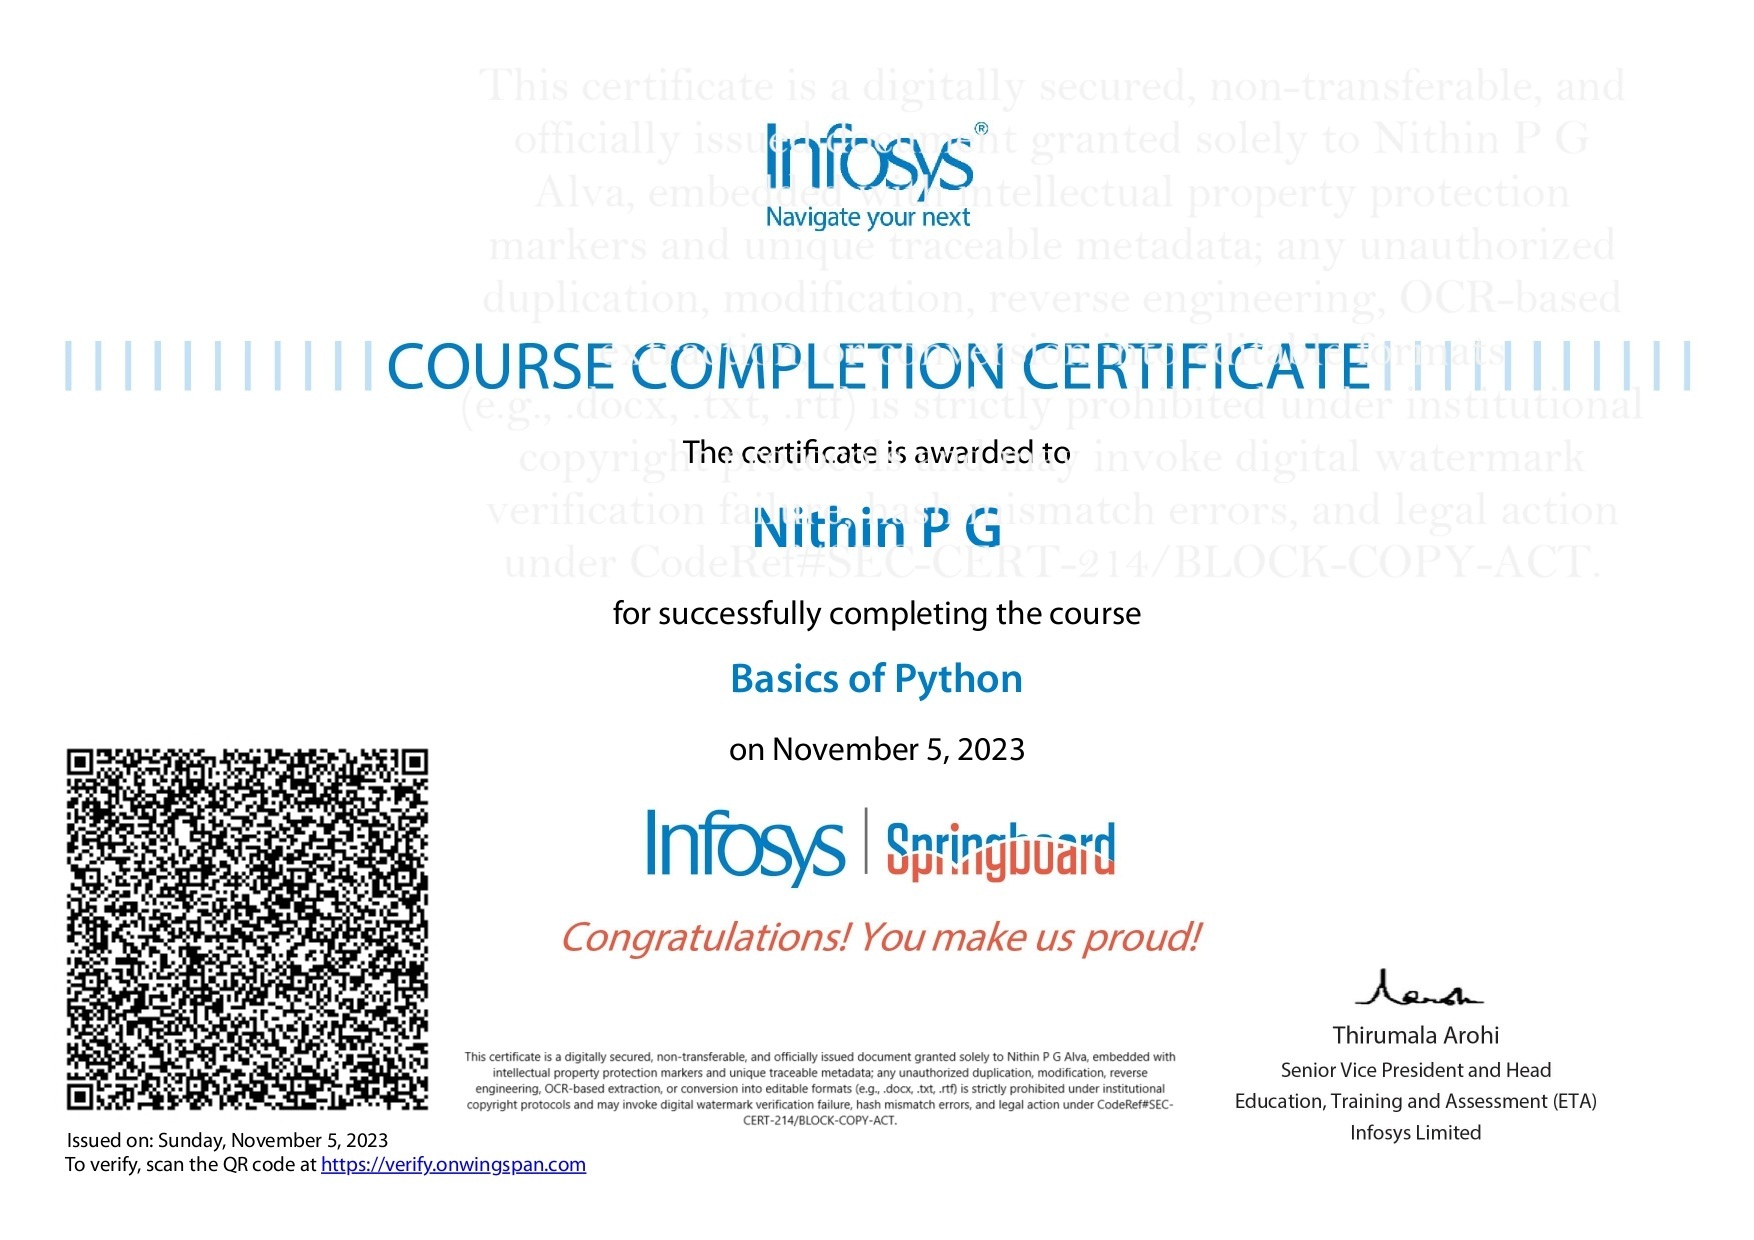 This certificate is a digitally secured, non-transferable, and
officially issued document granted solely to Nithin P G
Alva, embedded with intellectual property protection
markers and unique traceable metadata; any unauthorized
duplication, modification, reverse engineering, OCR-based
extraction, or conversion into editable formats
(e.g., .docx, .txt, .rtf) is strictly prohibited under institutional
copyright protocols and may invoke digital watermark
verification failure, hash mismatch errors, and legal action
under CodeRef#SEC-CERT-214/BLOCK-COPY-ACT.
Infosys®
Navigate your next
COURSE COMPLETION CERTIFICATE
The certificate is awarded to
Nithin P G
for successfully completing the course
Basics of Python
on November 5, 2023
Infosys | Springboard
Congratulations! You make us proud!
Thirumala Arohi
Senior Vice President and Head
Education, Training and Assessment (ETA)
Infosys Limited
This certificate is a digitally secured, non-transferable, and officially issued document granted solely to Nithin P G Alva, embedded with
intellectual property protection markers and unique traceable metadata; any unauthorized duplication, modification, reverse
engineering, OCR-based extraction, or conversion into editable formats (e.g., .docx, .txt, .rtf) is strictly prohibited under institutional
copyright protocols and may invoke digital watermark verification failure, hash mismatch errors, and legal action under CodeRef#SEC-
CERT-214/BLOCK-COPY-ACT.
Issued on: Sunday, November 5, 2023
To verify, scan the QR code at https://verify.onwingspan.com